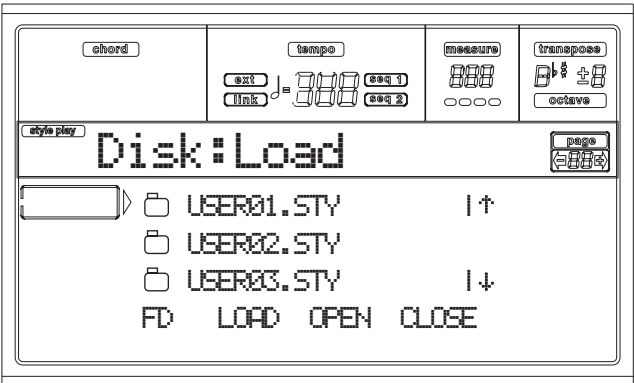 chord tempo measure transpose
ext seq 1
link seq 2
octave
style play
Disk:Load
page
USER01.STY
USER02.STY
USER03.STY
FD LOAD OPEN CLOSE